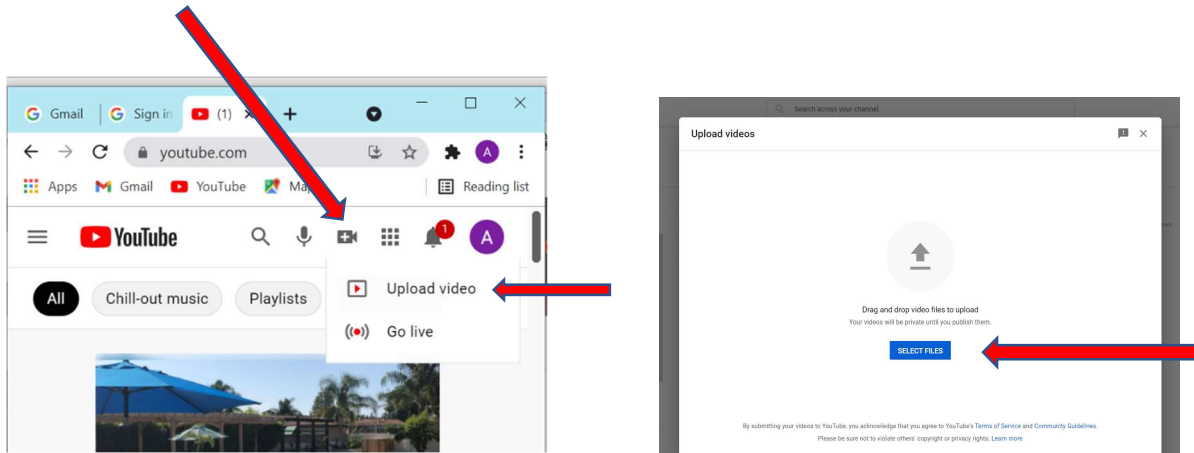 Gmail Sign in (1)
youtube.com A
Apps Gmail YouTube Reading list
YouTube 1 A
All Chill-out music Playlists
Upload video
Go live
Search across your channel
Upload videos
Drag and drop video files to upload
Your videos will be private until you publish them.
SELECT FILES
By submitting your videos to YouTube, you acknowledge that you agree to YouTube's Terms of Service and Community Guidelines.
Please be sure not to violate others' copyright or privacy rights. Learn more